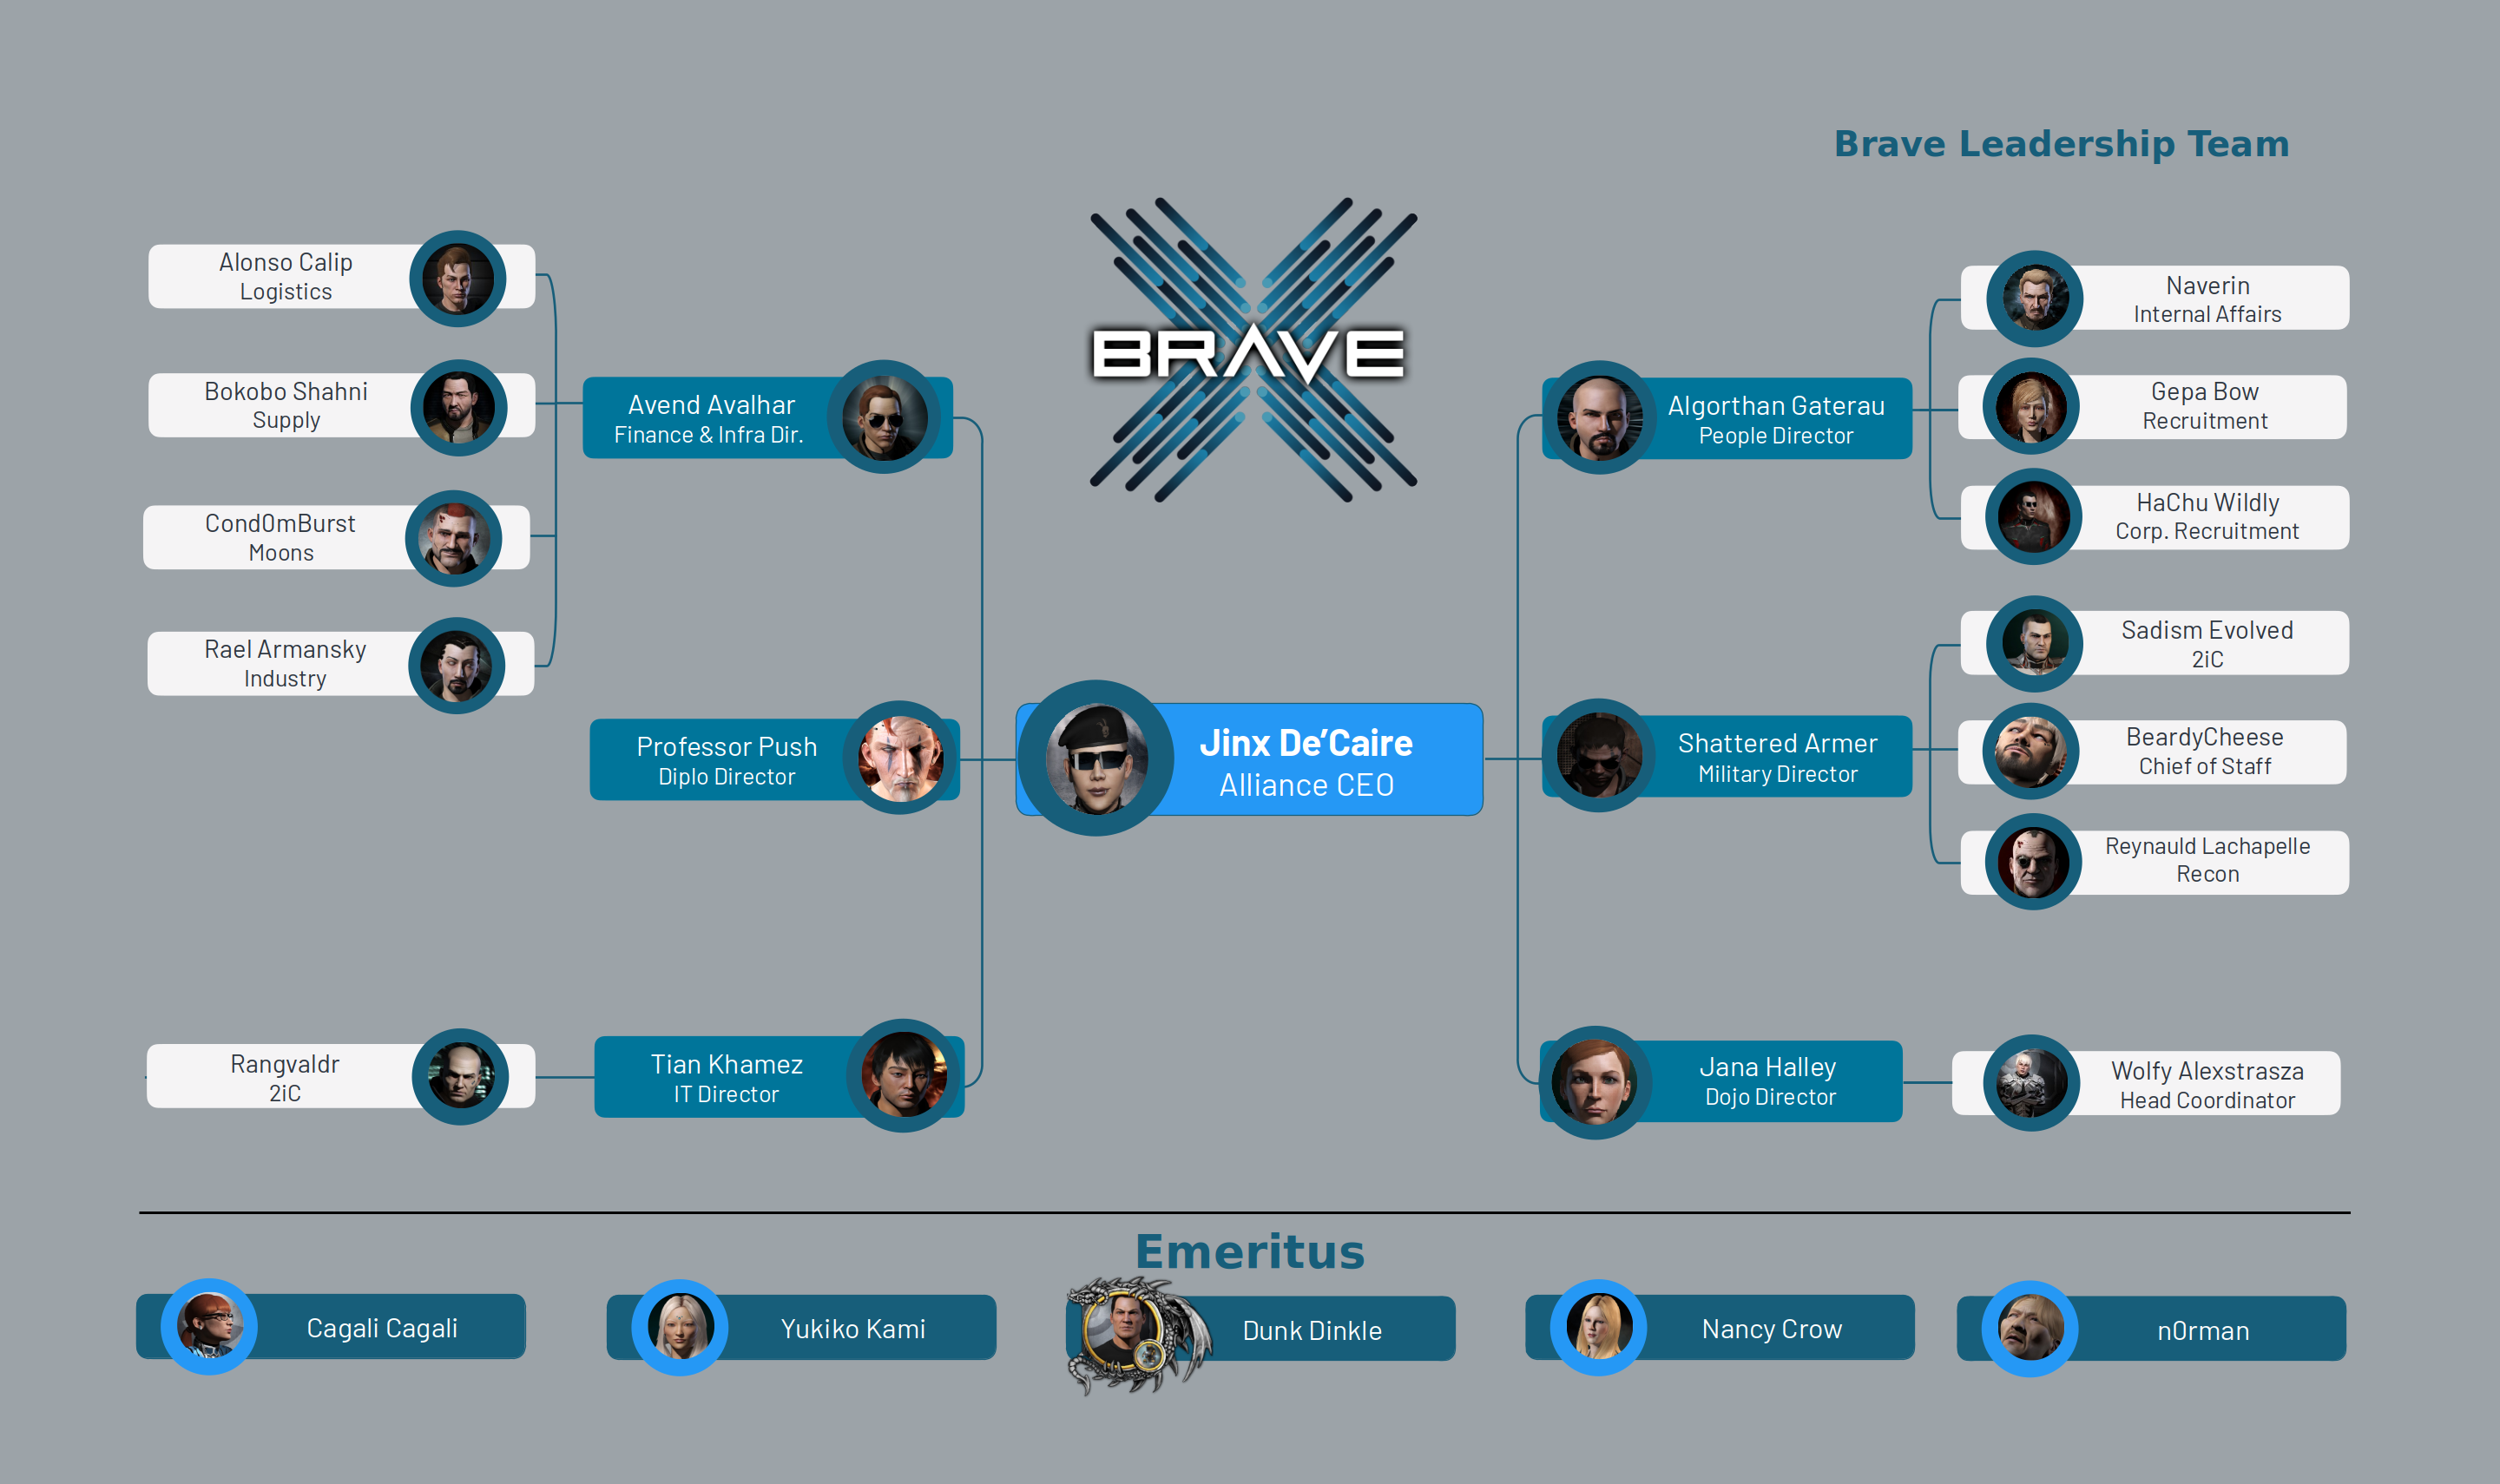 Brave Leadership Team
BRAVE
Alonso Calip
Logistics
Bokobo Shahni
Supply
Cond0mBurst
Moons
Rael Armansky
Industry
Avend Avalhar
Finance & Infra Dir.
Professor Push
Diplo Director
Rangvaldr
2iC
Tian Khamez
IT Director
Jinx De’Caire
Alliance CEO
Algorthan Gaterau
People Director
Naverin
Internal Affairs
Gepa Bow
Recruitment
HaChu Wildly
Corp. Recruitment
Shattered Armer
Military Director
Sadism Evolved
2iC
BeardyCheese
Chief of Staff
Reynauld Lachapelle
Recon
Jana Halley
Dojo Director
Wolfy Alexstrasza
Head Coordinator
Emeritus
Cagali Cagali
Yukiko Kami
Dunk Dinkle
Nancy Crow
n0rman